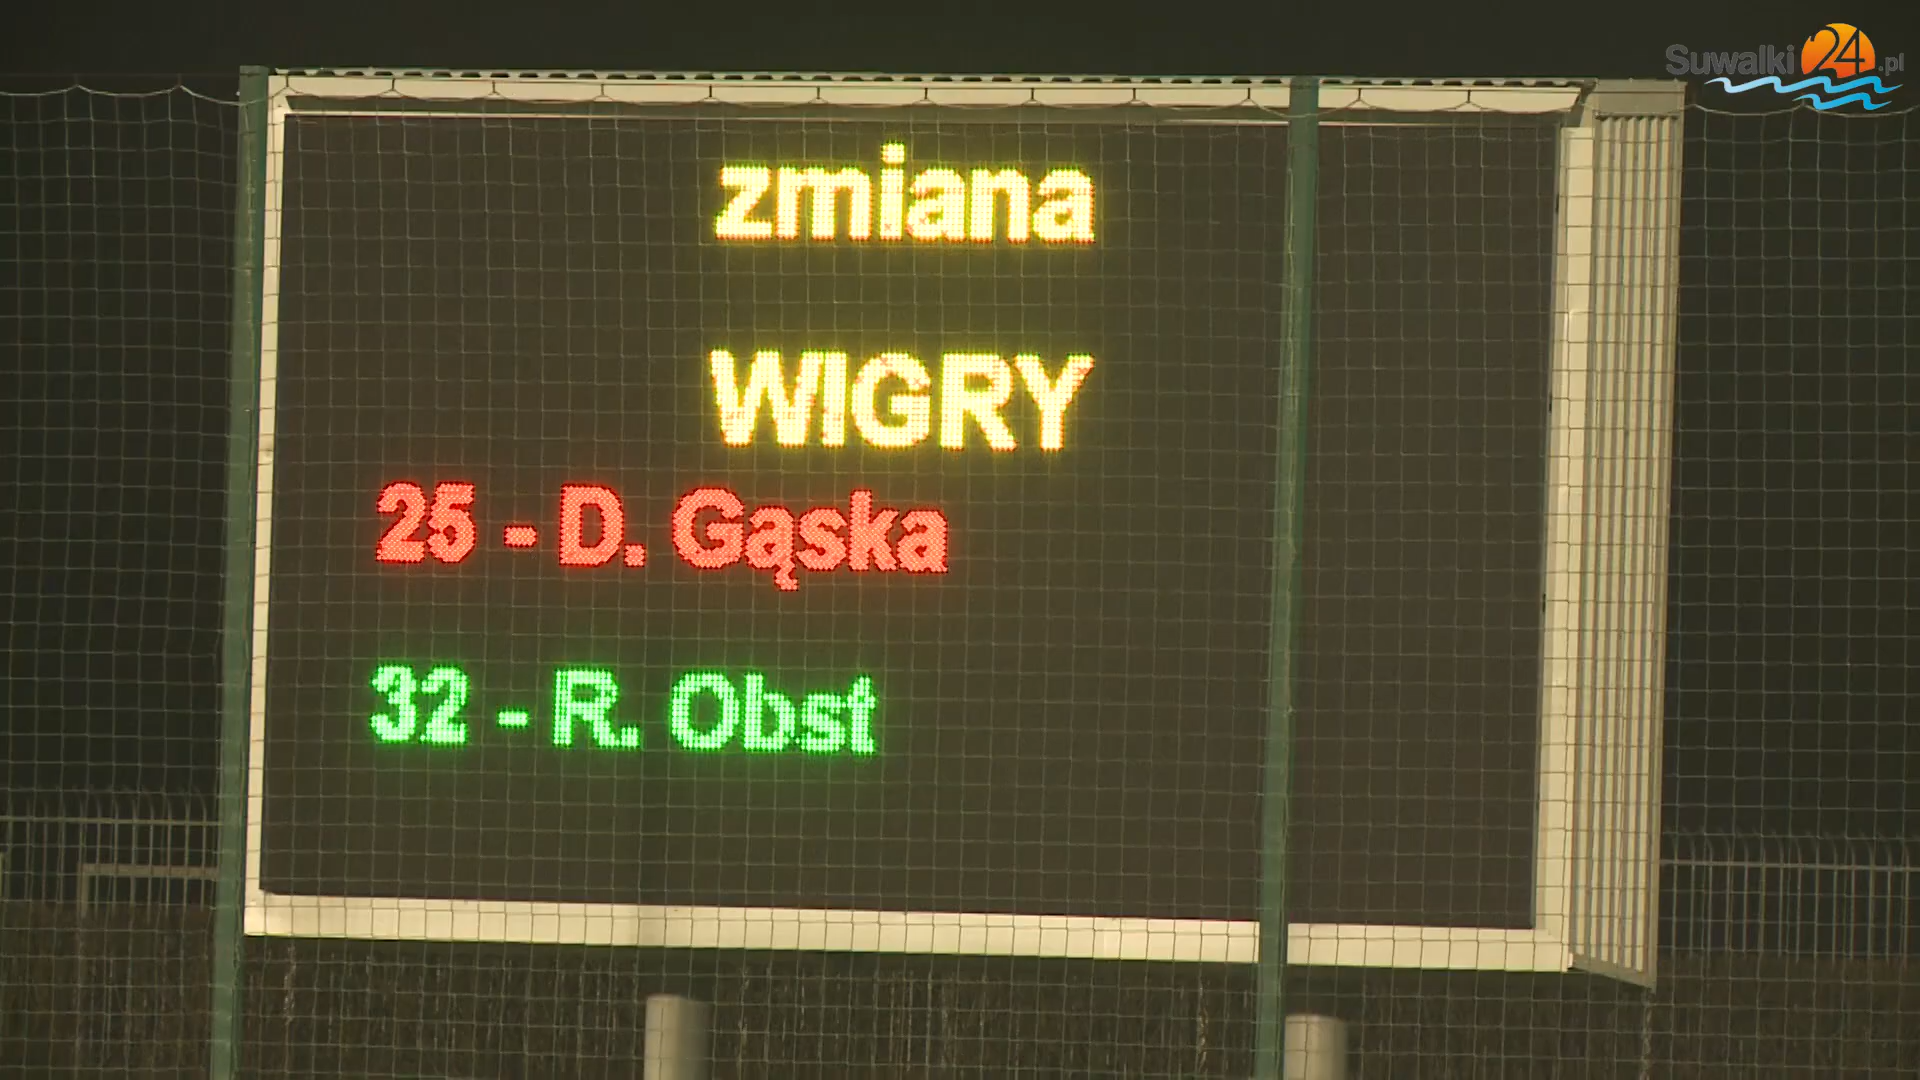 Suwalki24.pl
zmiana
WIGRY
25 - D. Gąska
32 - R. Obst